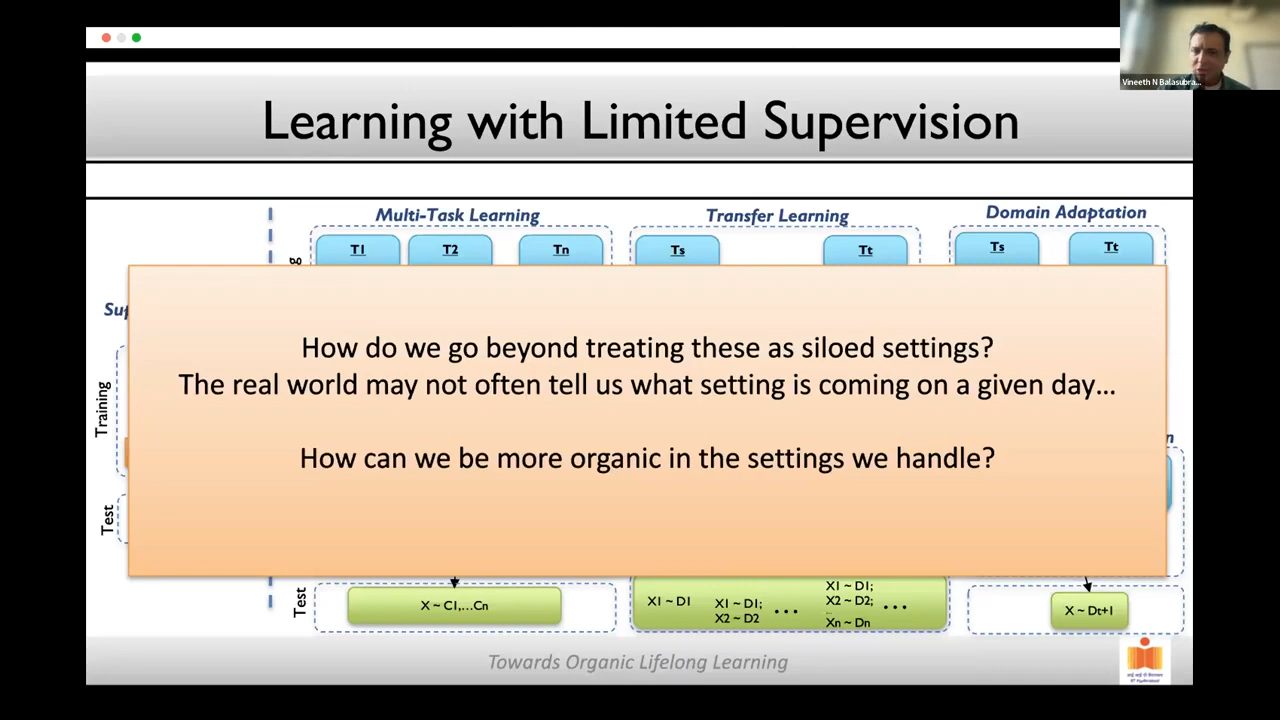 Vineeth N Balasubra...
Learning with Limited Supervision
Multi-Task Learning
Transfer Learning
Domain Adaptation
T1
T2
Tn
Ts
Tt
Ts
Tt
How do we go beyond treating these as siloed settings?
The real world may not often tell us what setting is coming on a given day...
How can we be more organic in the settings we handle?
Training
Test
Test
X ~ C1,...Cn
X1 ~ D1
X1 ~ D1;
X2 ~ D2
...
X1 ~ D1;
X2 ~ D2;
..
Xn ~ Dn
...
X ~ Dt+1
Towards Organic Lifelong Learning